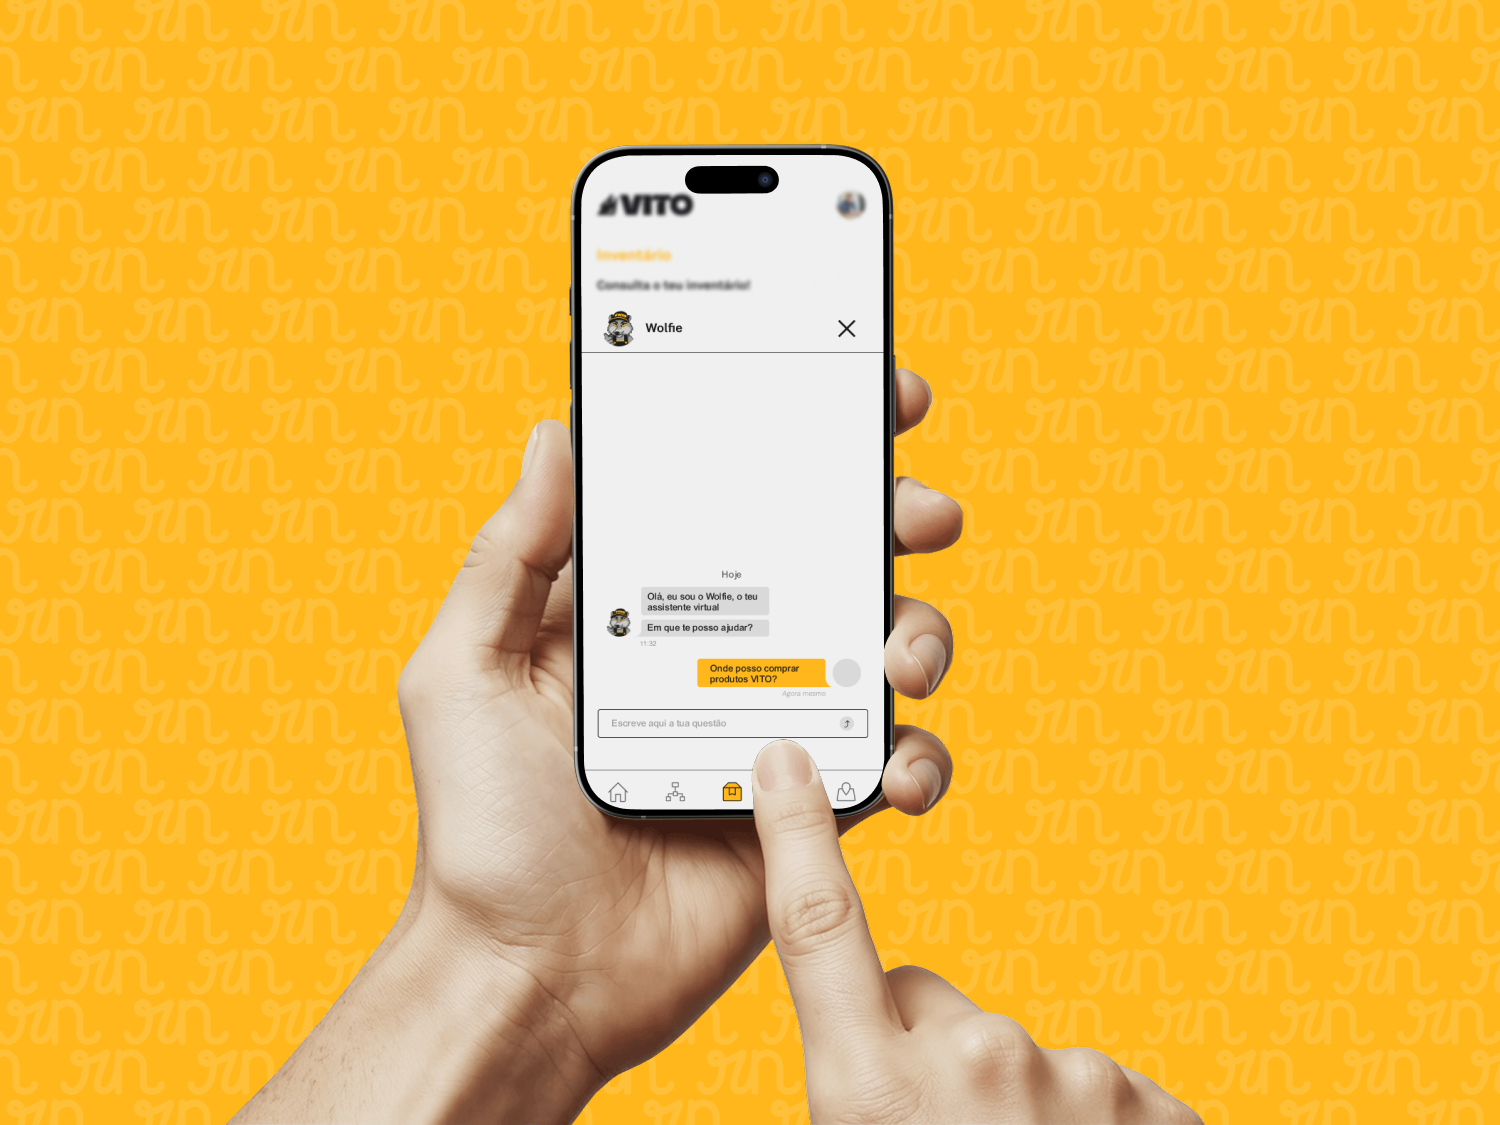 VITO
Inventário
Consulta o teu inventário!
Wolfie
Hoje
Olá, eu sou o Wolfie, o teu
assistente virtual
Em que te posso ajudar?
11:32
Onde posso comprar
produtos VITO?
Agora mesmo
Escreve aqui a tua questão